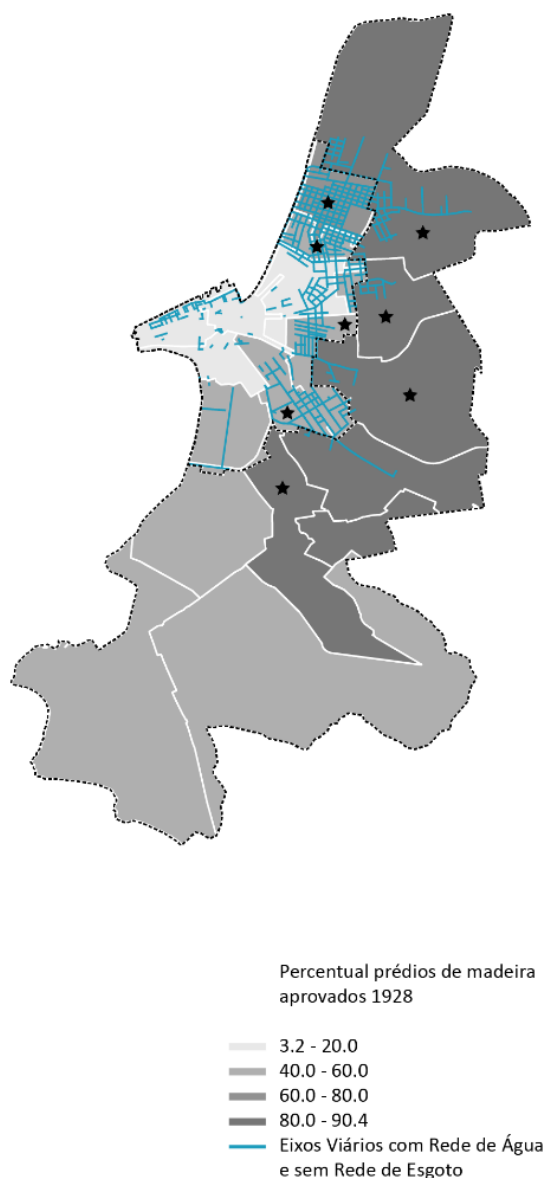 Percentual prédios de madeira
aprovados 1928
3.2 - 20.0
40.0 - 60.0
60.0 - 80.0
80.0 - 90.4
Eixos Viários com Rede de Água
e sem Rede de Esgoto